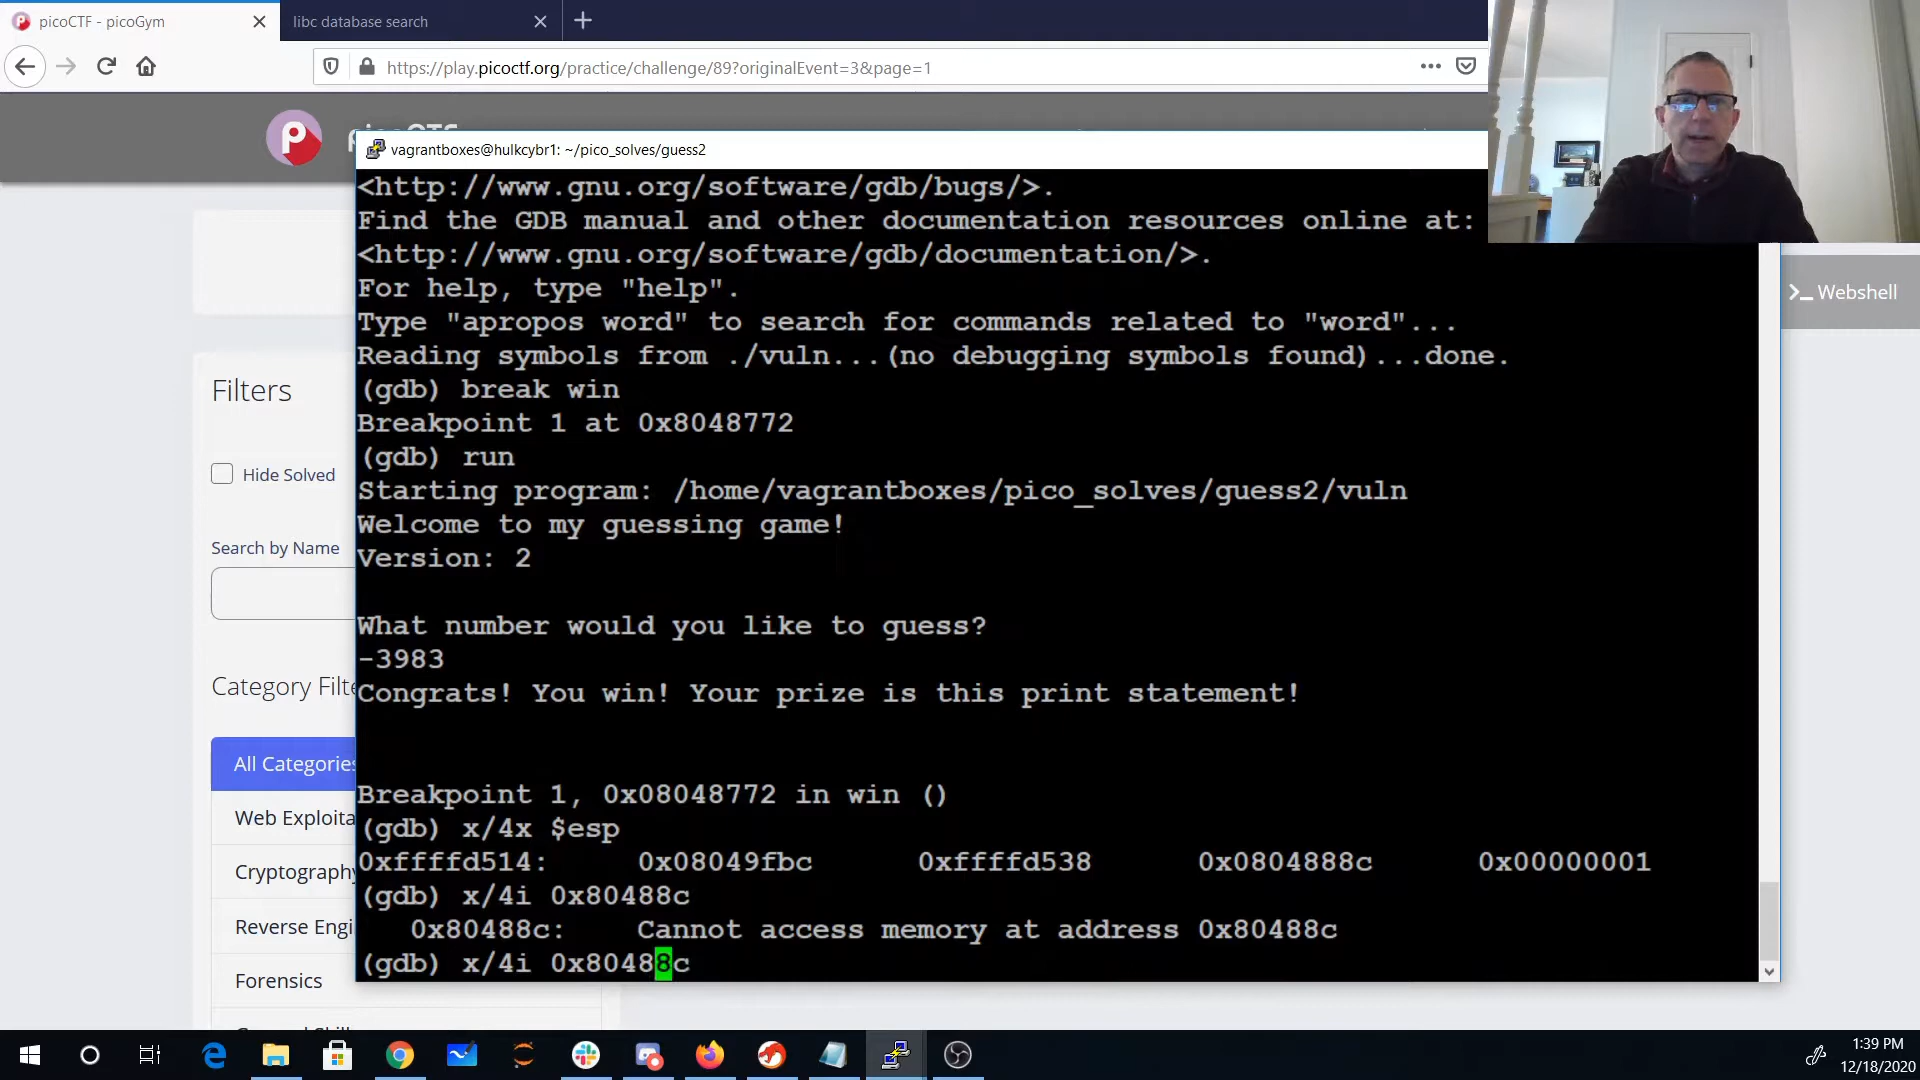 picoCTF - picoGym
libc database search
https://play.picoctf.org/practice/challenge/89?originalEvent=3&page=1
picoCTF
vagrantboxes@hulkcybr1: ~/pico_solves/guess2
<http://www.gnu.org/software/gdb/bugs/>.
Find the GDB manual and other documentation resources online at:
<http://www.gnu.org/software/gdb/documentation/>.
For help, type "help".
Type "apropos word" to search for commands related to "word"...
Reading symbols from ./vuln...(no debugging symbols found)...done.
(gdb) break win
Breakpoint 1 at 0x8048772
(gdb) run
Starting program: /home/vagrantboxes/pico_solves/guess2/vuln
Welcome to my guessing game!
Version: 2
What number would you like to guess?
-3983
Congrats! You win! Your prize is this print statement!
Breakpoint 1, 0x08048772 in win ()
(gdb) x/4x $esp
0xffffd514: 0x08049fbc 0xffffd538 0x0804888c 0x00000001
(gdb) x/4i 0x80488c
0x80488c: Cannot access memory at address 0x80488c
(gdb) x/4i 0x80488c
>_ Webshell
Filters
Hide Solved
Search by Name
Category Filte
All Categories
Web Exploita
Cryptography
Reverse Engi
Forensics
1:39 PM
12/18/2020